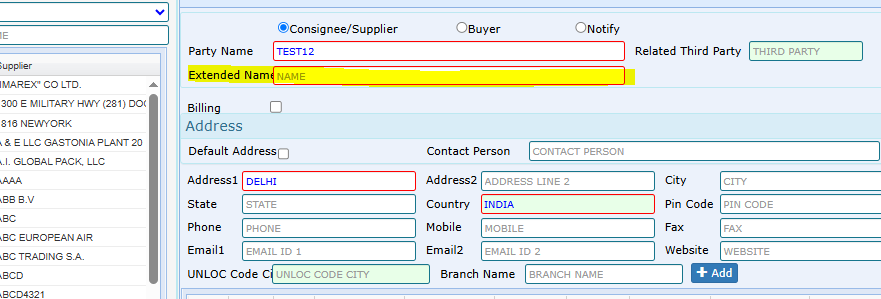 ME
Supplier
IMAREX" CO LTD.
300 E MILITARY HWY (281) DO
816 NEWYORK
A & E LLC GASTONIA PLANT 20
A.I. GLOBAL PACK, LLC
AAAA
ABB B.V
ABC
ABC EUROPEAN AIR
ABC TRADING S.A.
ABCD
ABCD4321
Consignee/Supplier Buyer Notify
Party Name TEST12 Related Third Party THIRD PARTY
Extended Name NAME
Billing
Address
Default Address Contact Person CONTACT PERSON
Address1 DELHI Address2 ADDRESS LINE 2 City CITY
State STATE Country INDIA Pin Code PIN CODE
Phone PHONE Mobile MOBILE Fax FAX
Email1 EMAIL ID 1 Email2 EMAIL ID 2 Website WEBSITE
UNLOC Code Ci UNLOC CODE CITY Branch Name BRANCH NAME + Add